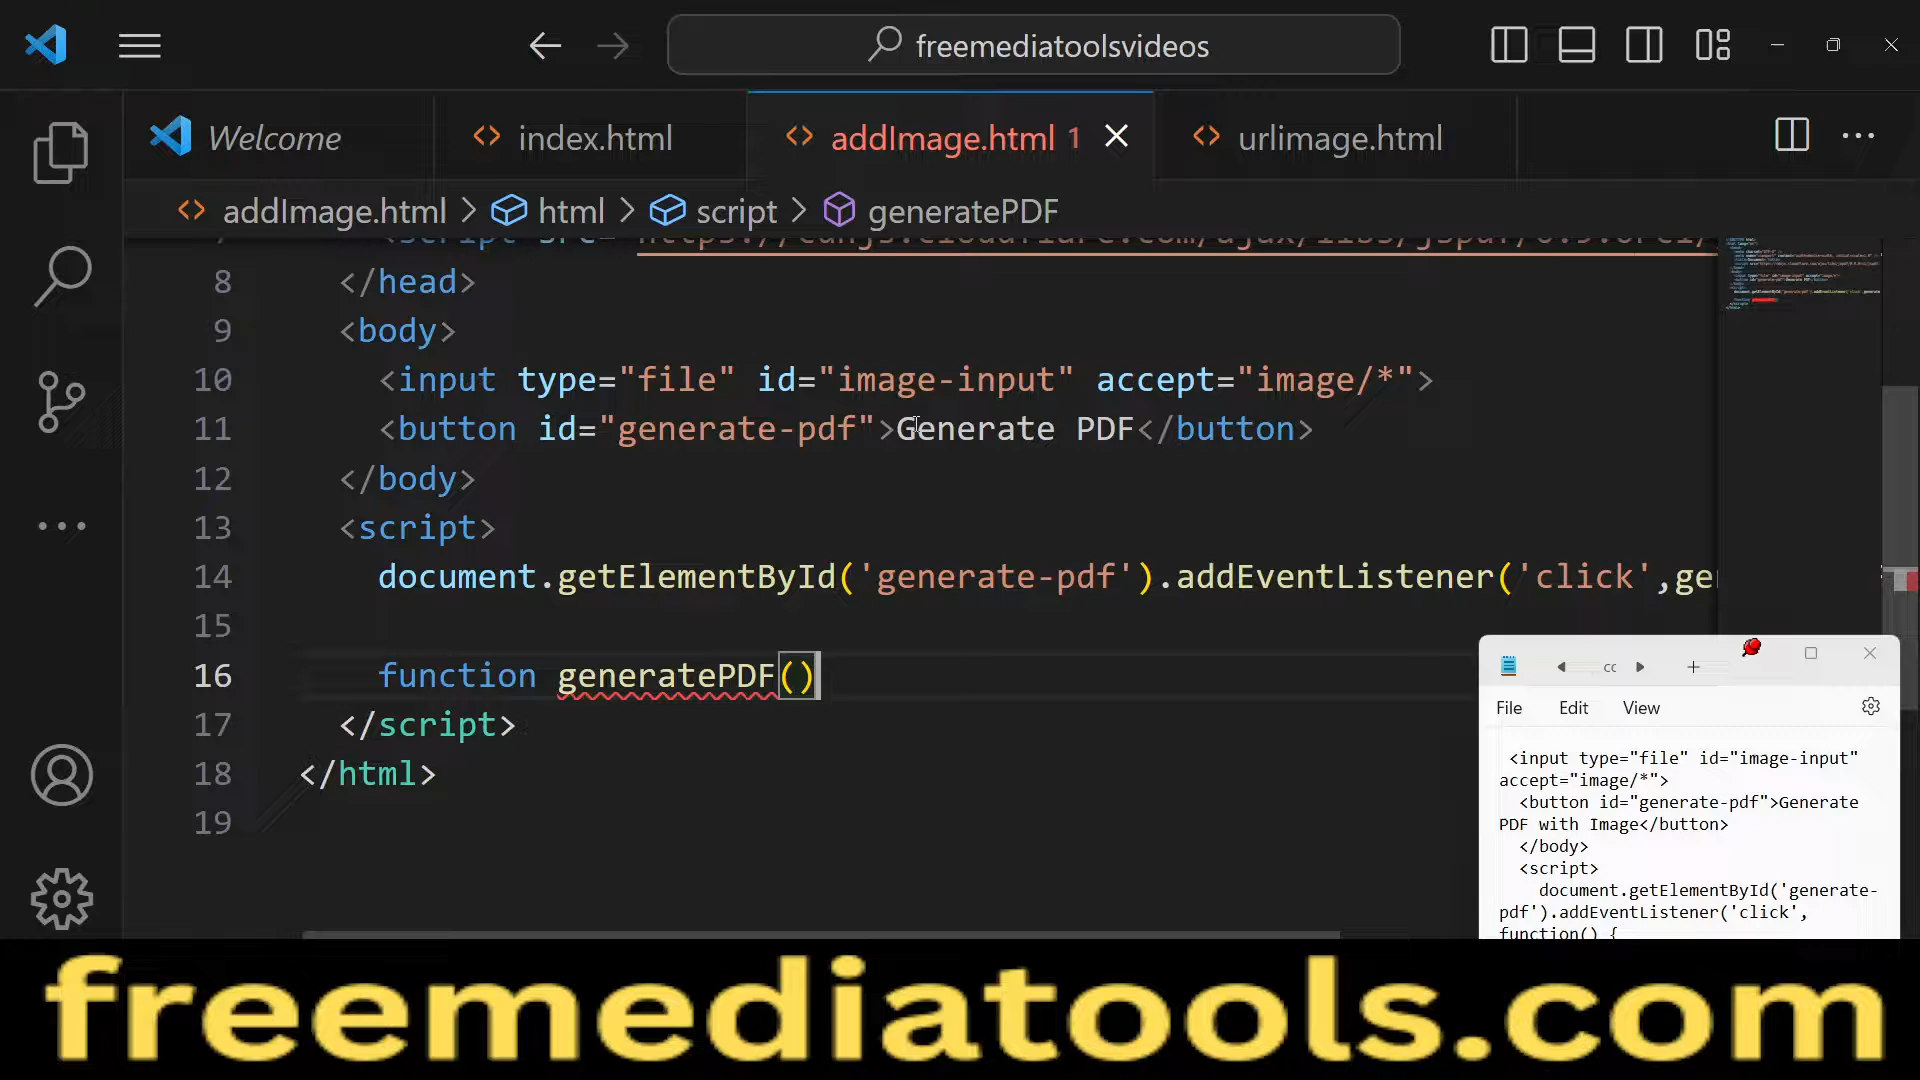 freemediatoolsvideos
Welcome
index.html
addImage.html 1
urlimage.html
addImage.html > html > script > generatePDF
8 </head>
9 <body>
10 <input type="file" id="image-input" accept="image/*">
11 <button id="generate-pdf">Generate PDF</button>
12 </body>
13 <script>
14 document.getElementById('generate-pdf').addEventListener('click',ge
15
16 function generatePDF()
17 </script>
18 </html>
19
File Edit View
<input type="file" id="image-input"
accept="image/*">
<button id="generate-pdf">Generate
PDF with Image</button>
</body>
<script>
document.getElementById('generate-
pdf').addEventListener('click',
function() {
freemediatools.com